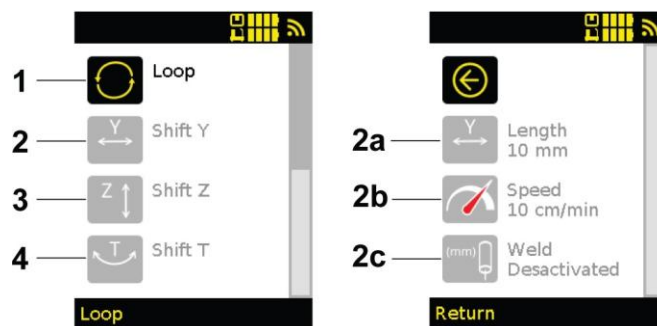 1
Loop
2
Y
Shift Y
3
Z
Shift Z
4
T
Shift T
Loop
2a
Y
Length
10 mm
2b
Speed
10 cm/min
2c
(mm)
Weld
Desactivated
Return